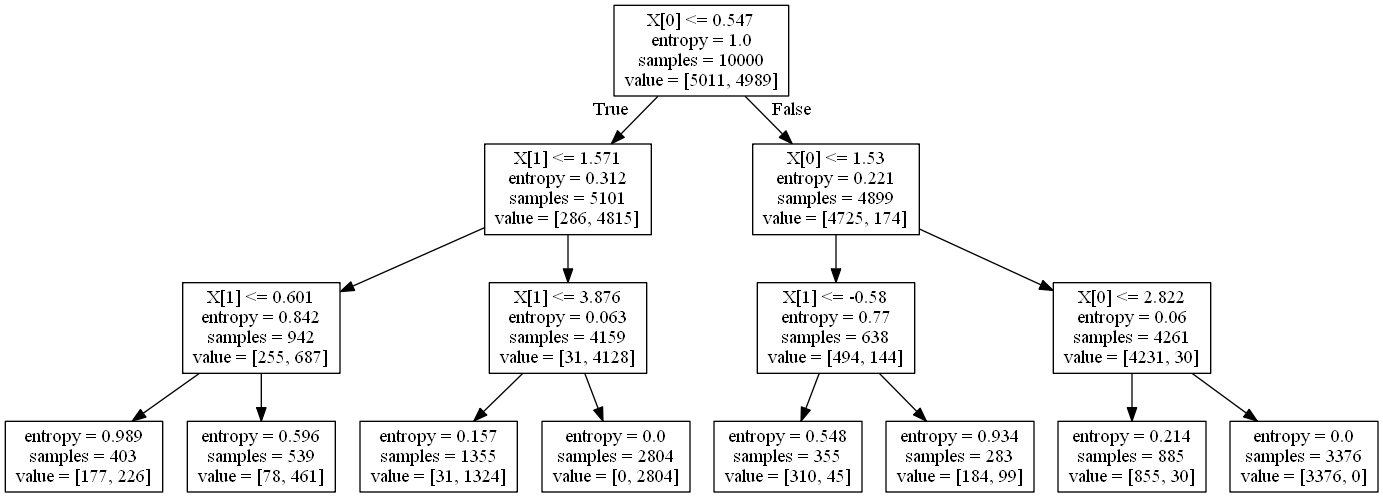 X[0] <= 0.547
entropy = 1.0
samples = 10000
value = [5011, 4989]
True
False
X[1] <= 1.571
entropy = 0.312
samples = 5101
value = [286, 4815]
X[0] <= 1.53
entropy = 0.221
samples = 4899
value = [4725, 174]
X[1] <= 0.601
entropy = 0.842
samples = 942
value = [255, 687]
X[1] <= 3.876
entropy = 0.063
samples = 4159
value = [31, 4128]
X[1] <= -0.58
entropy = 0.77
samples = 638
value = [494, 144]
X[0] <= 2.822
entropy = 0.06
samples = 4261
value = [4231, 30]
entropy = 0.989
samples = 403
value = [177, 226]
entropy = 0.596
samples = 539
value = [78, 461]
entropy = 0.157
samples = 1355
value = [31, 1324]
entropy = 0.0
samples = 2804
value = [0, 2804]
entropy = 0.548
samples = 355
value = [310, 45]
entropy = 0.934
samples = 283
value = [184, 99]
entropy = 0.214
samples = 885
value = [855, 30]
entropy = 0.0
samples = 3376
value = [3376, 0]